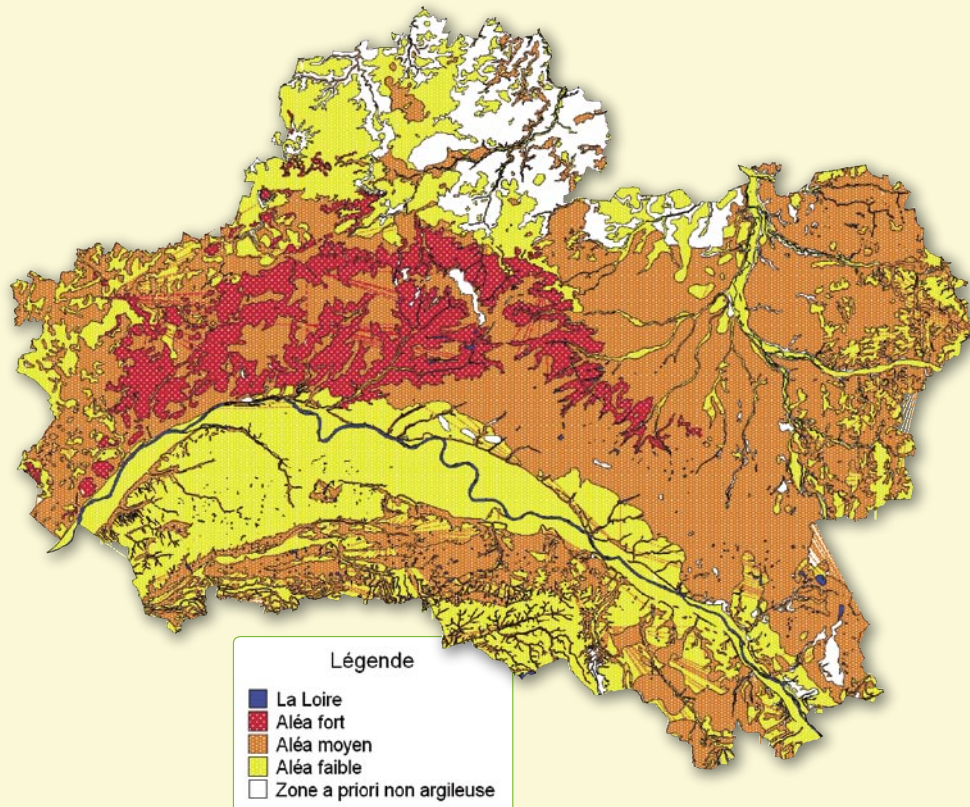 Légende
La Loire
Aléa fort
Aléa moyen
Aléa faible
Zone a priori non argileuse